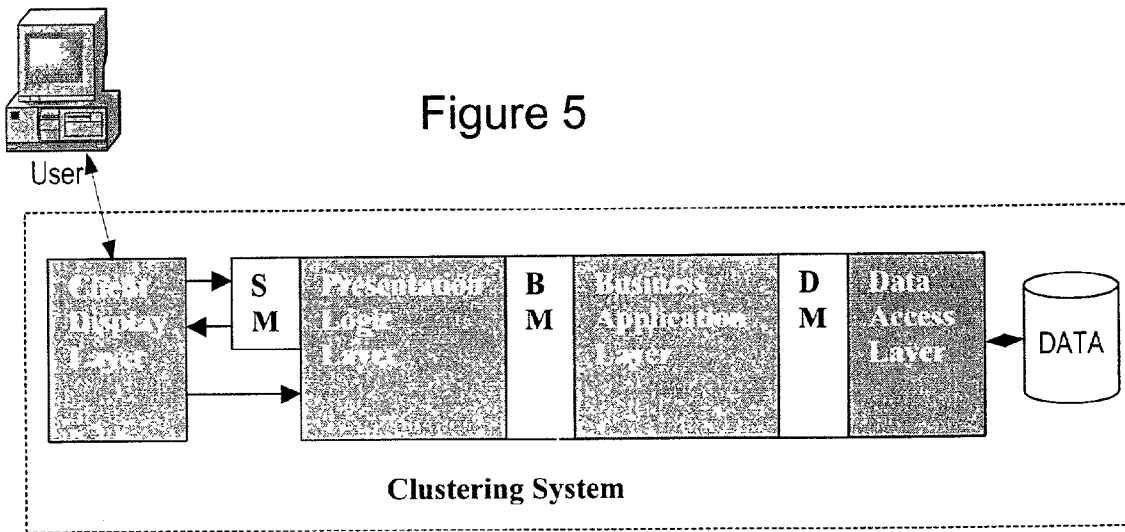 Figure 5
User
Client
Display
Layer
S
M
Presentation
Logic
Layer
B
M
Business
Application
Layer
D
M
Data
Access
Layer
DATA
Clustering System